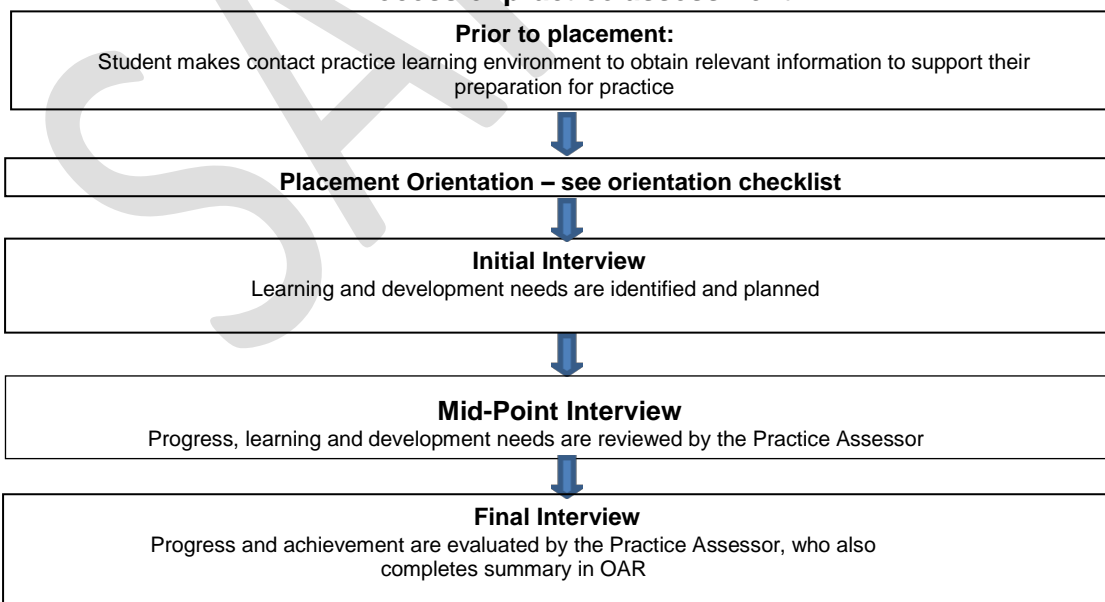 Prior to placement:
Student makes contact practice learning environment to obtain relevant information to support their
preparation for practice
Placement Orientation – see orientation checklist
Initial Interview
Learning and development needs are identified and planned
Mid-Point Interview
Progress, learning and development needs are reviewed by the Practice Assessor
Final Interview
Progress and achievement are evaluated by the Practice Assessor, who also
completes summary in OAR